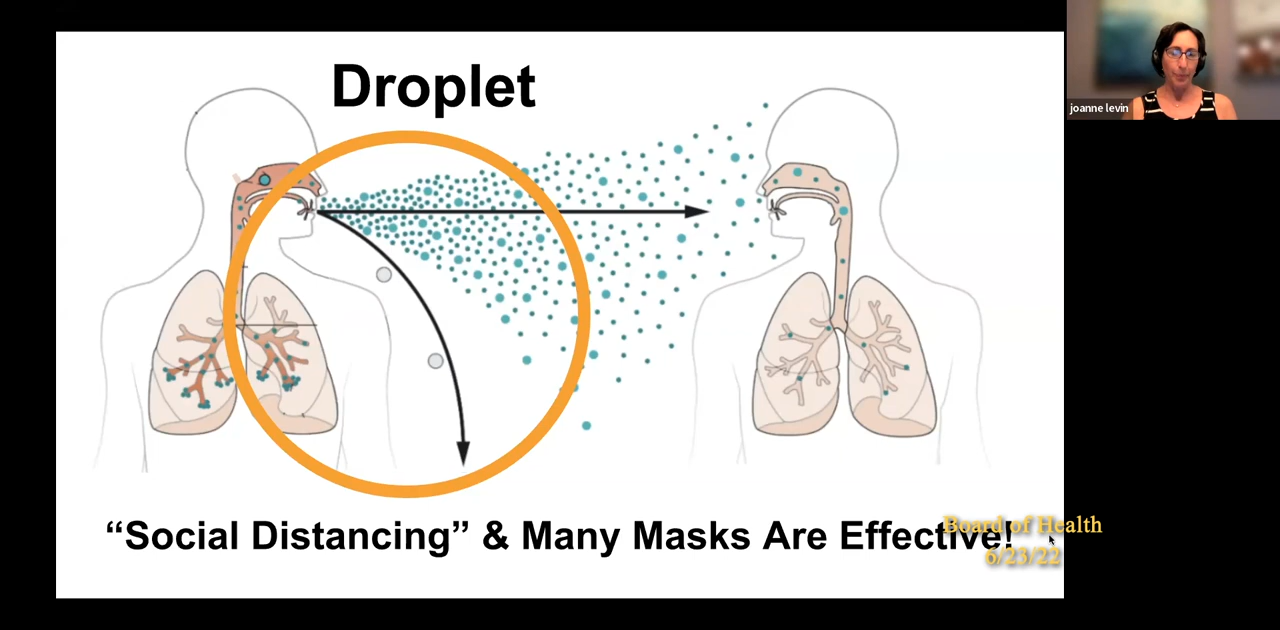 Droplet
joanne levin
“Social Distancing” & Many Masks Are Effective!
Board of Health
6/23/22